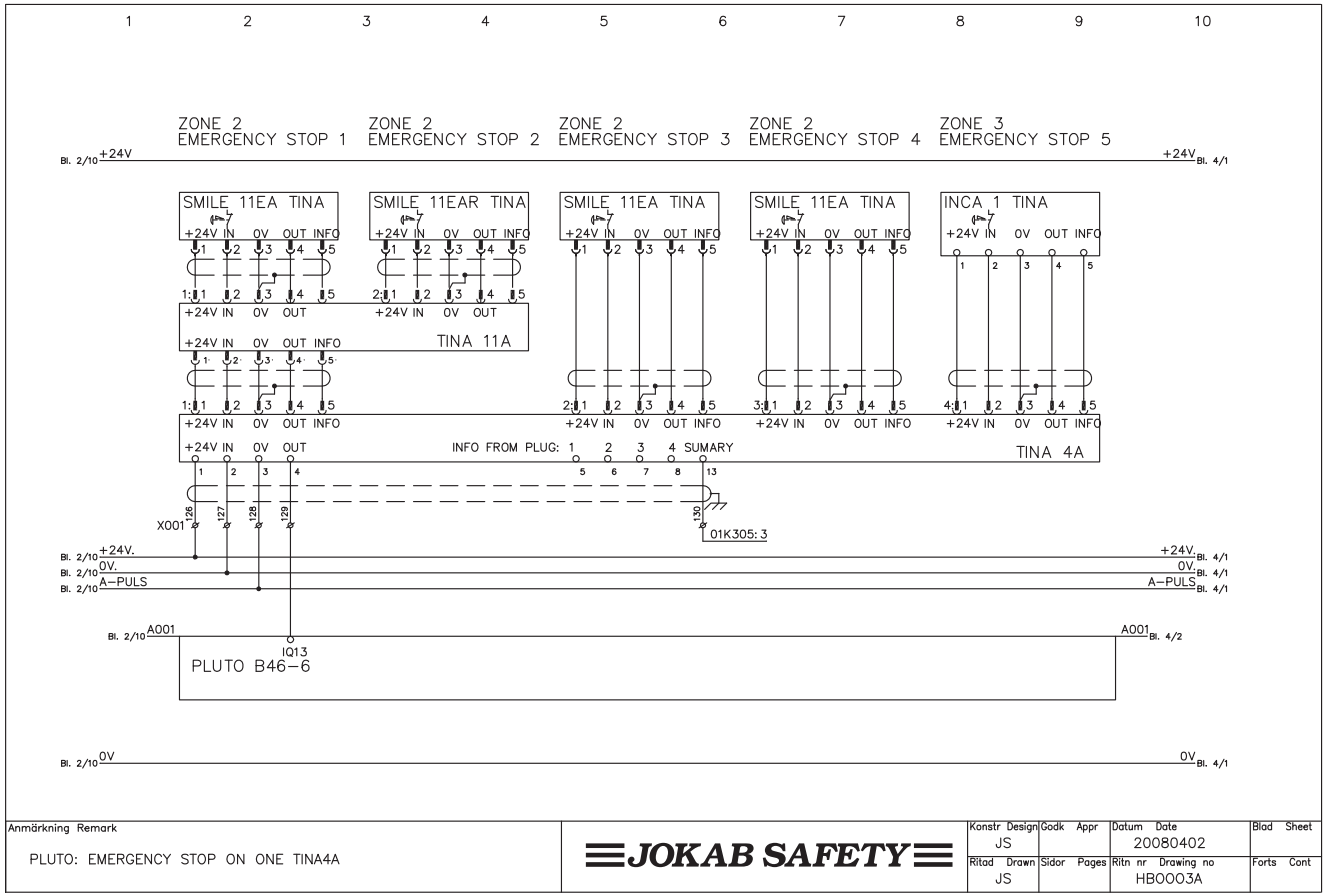 1 2 3 4 5 6 7 8 9 10
ZONE 2 ZONE 2 ZONE 2 ZONE 2 ZONE 3
EMERGENCY STOP 1 EMERGENCY STOP 2 EMERGENCY STOP 3 EMERGENCY STOP 4 EMERGENCY STOP 5
Bl. 2/10 +24V +24V Bl. 4/1
SMILE 11EA TINA SMILE 11EAR TINA SMILE 11EA TINA SMILE 11EA TINA INCA 1 TINA
+24V IN 0V OUT INFO +24V IN 0V OUT INFO +24V IN 0V OUT INFO +24V IN 0V OUT INFO +24V IN 0V OUT INFO
1 2 3 4 5 1 2 3 4 5 1 2 3 4 5 1 2 3 4 5
1 2 3 4 5
1: 1 2 3 4 5 2: 1 2 3 4 5
+24V IN 0V OUT +24V IN 0V OUT
TINA 11A
+24V IN 0V OUT INFO
1 2 3 4 5
1: 1 2 3 4 5 2: 1 2 3 4 5 3: 1 2 3 4 5 4: 1 2 3 4 5
+24V IN 0V OUT INFO +24V IN 0V OUT INFO +24V IN 0V OUT INFO +24V IN 0V OUT INFO
+24V IN 0V OUT INFO FROM PLUG: 1 2 3 4 SUMARY
TINA 4A
1 2 3 4 5 6 7 8 13
126 127 128 129 130
X001
01K305:3
Bl. 2/10 +24V. +24V. Bl. 4/1
Bl. 2/10 0V. 0V. Bl. 4/1
Bl. 2/10 A-PULS A-PULS Bl. 4/1
Bl. 2/10 A001 A001 Bl. 4/2
IQ13
PLUTO B46-6
Bl. 2/10 0V 0V Bl. 4/1
Anmärkning Remark
PLUTO: EMERGENCY STOP ON ONE TINA4A
JOKAB SAFETY
Konstr Design Godk Appr Datum Date Blad Sheet
JS 20080402
Ritad Drawn Sidor Pages Ritn nr Drawing no Forts Cont
JS HB0003A